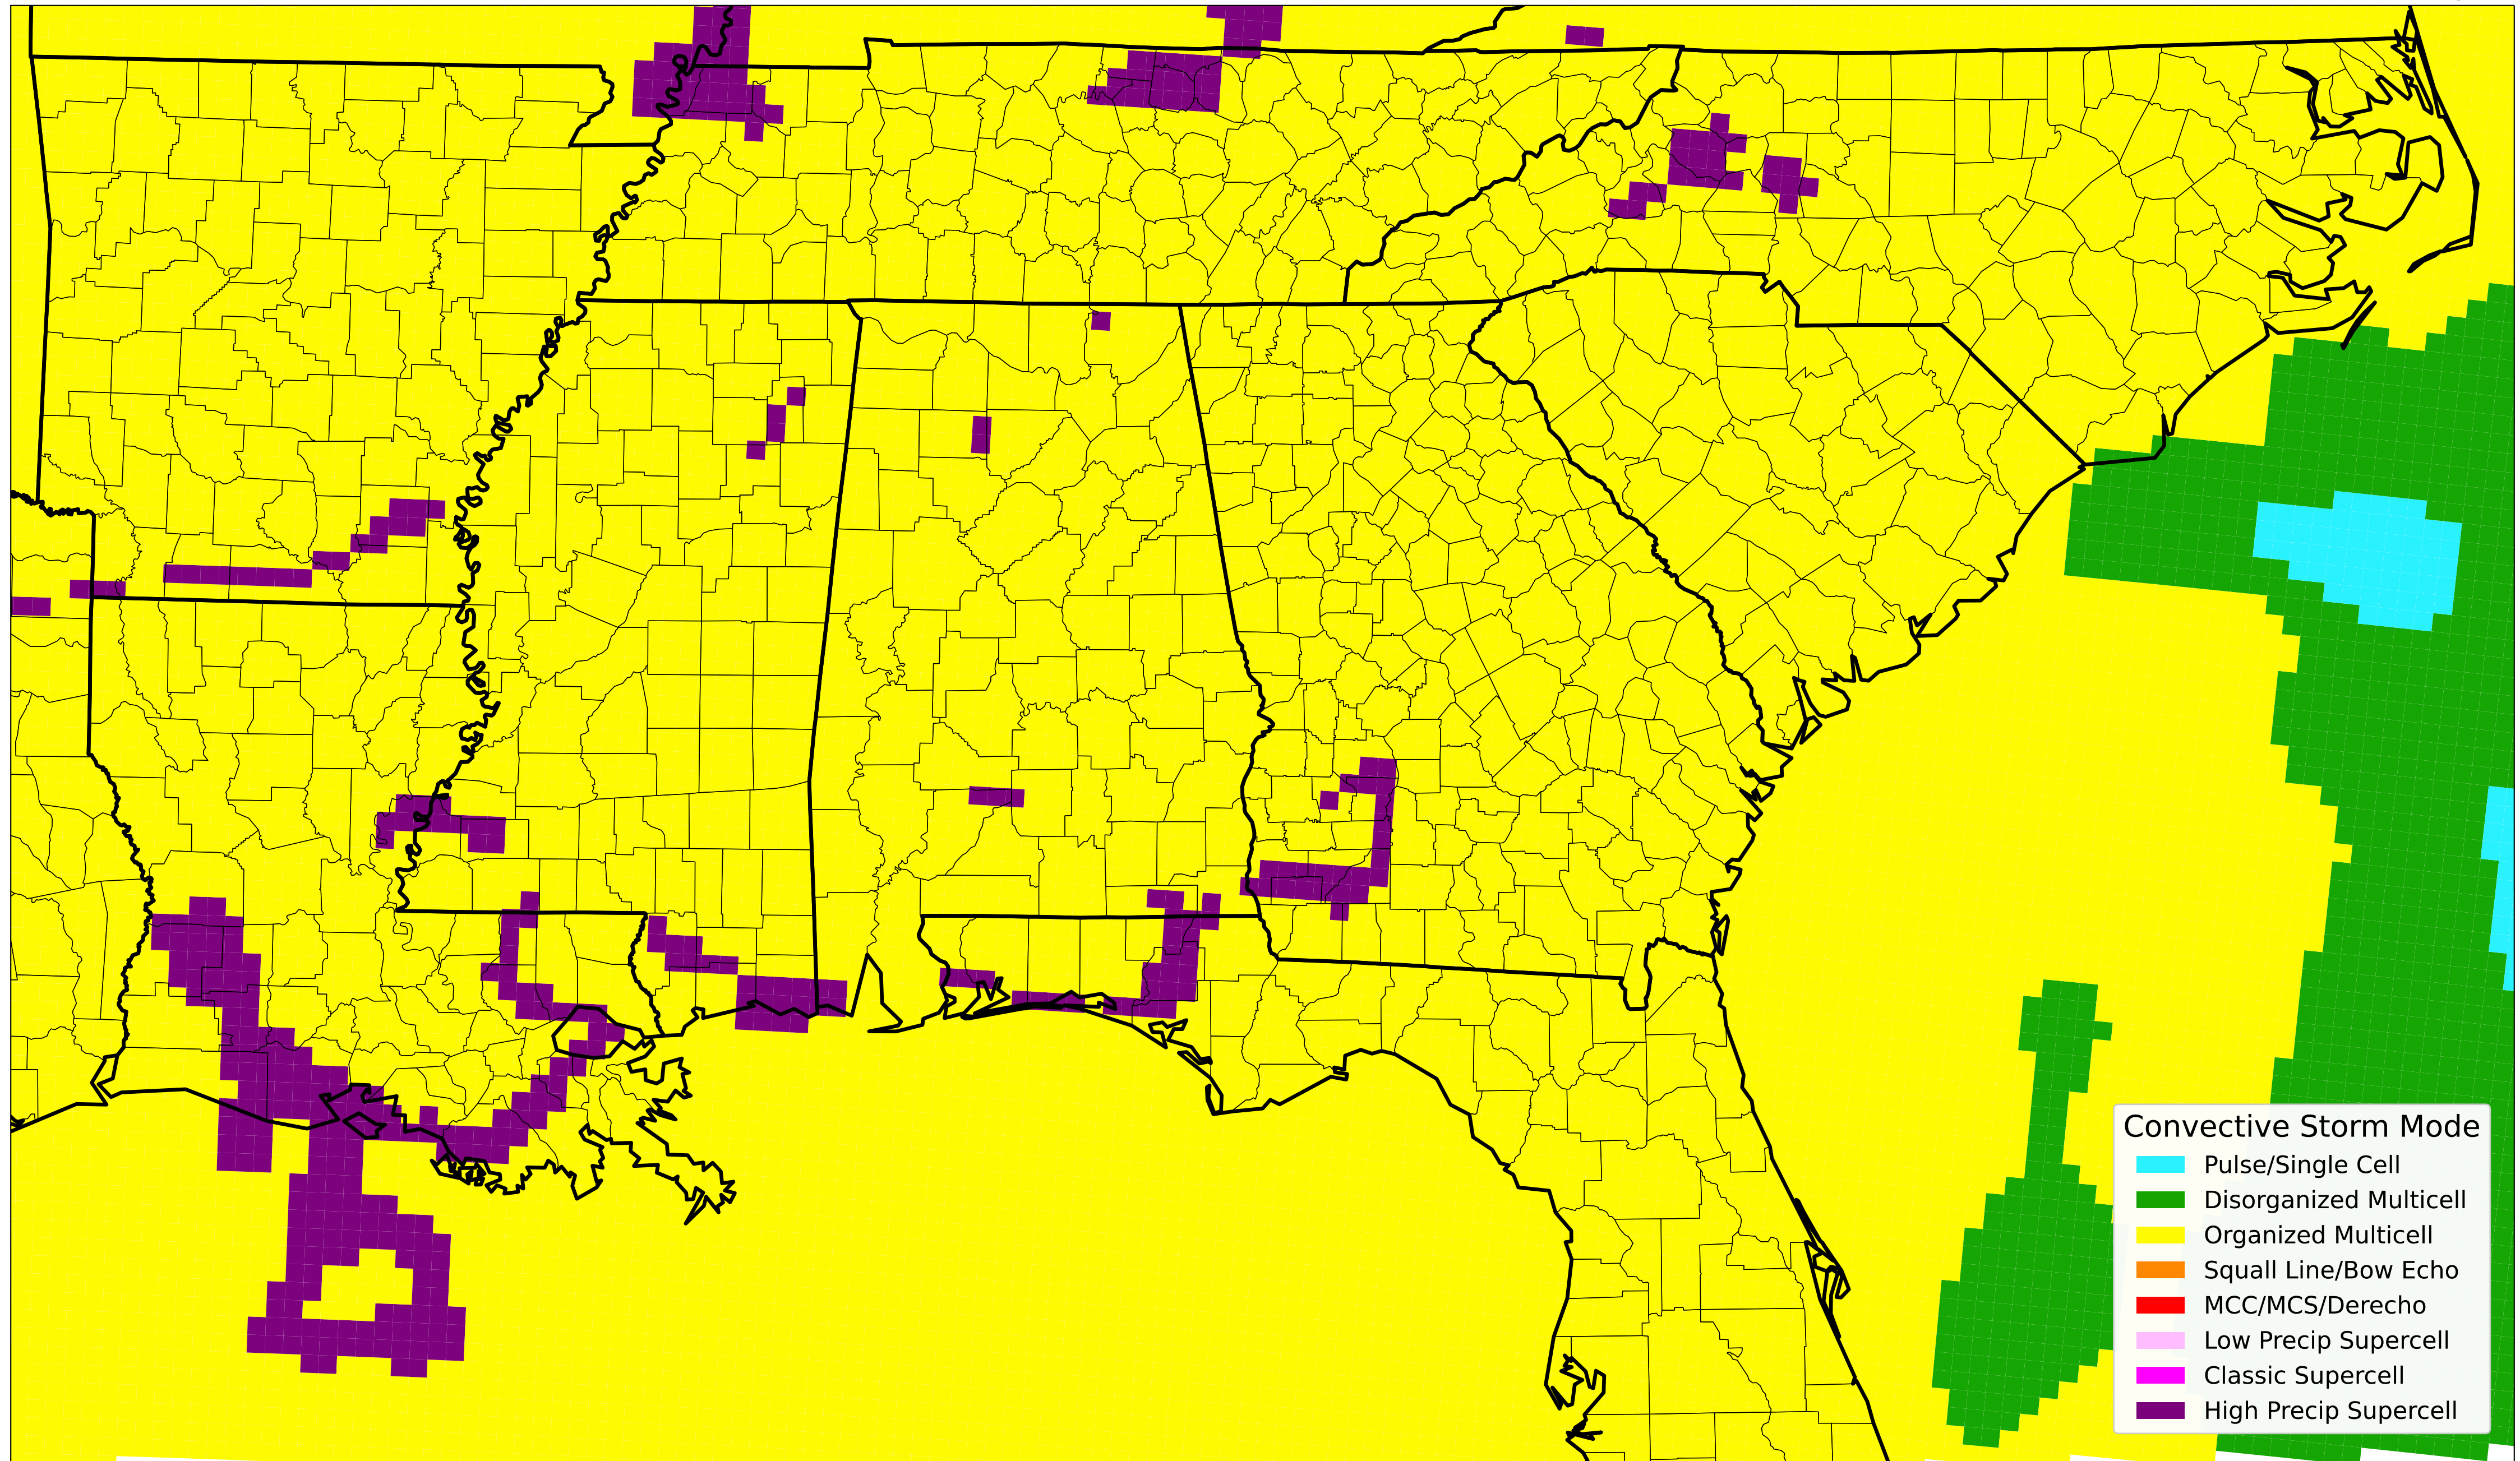 Convective Storm Mode
Pulse/Single Cell
Disorganized Multicell
Organized Multicell
Squall Line/Bow Echo
MCC/MCS/Derecho
Low Precip Supercell
Classic Supercell
High Precip Supercell